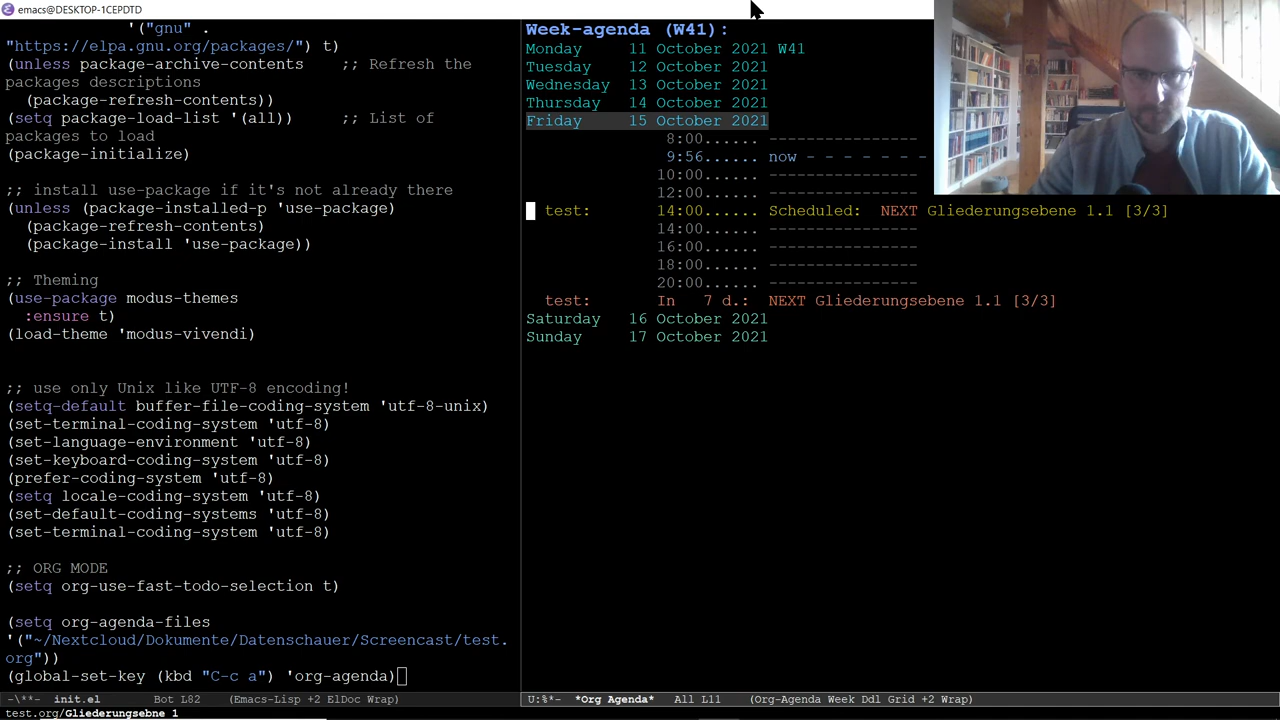 emacs@DESKTOP-1CEPDTD
'("gnu" .
"https://elpa.gnu.org/packages/") t)
(unless package-archive-contents    ;; Refresh the
packages descriptions
  (package-refresh-contents))
(setq package-load-list '(all))     ;; List of
packages to load
(package-initialize)
;; install use-package if it's not already there
(unless (package-installed-p 'use-package)
  (package-refresh-contents)
  (package-install 'use-package))
;; Theming
(use-package modus-themes
  :ensure t)
(load-theme 'modus-vivendi)
;; use only Unix like UTF-8 encoding!
(setq-default buffer-file-coding-system 'utf-8-unix)
(set-terminal-coding-system 'utf-8)
(set-language-environment 'utf-8)
(set-keyboard-coding-system 'utf-8)
(prefer-coding-system 'utf-8)
(setq locale-coding-system 'utf-8)
(set-default-coding-systems 'utf-8)
(set-terminal-coding-system 'utf-8)
;; ORG MODE
(setq org-use-fast-todo-selection t)
(setq org-agenda-files
'("~/Nextcloud/Dokumente/Datenschauer/Screencast/test.
org"))
(global-set-key (kbd "C-c a") 'org-agenda)
-\**-  init.el        Bot L82    (Emacs-Lisp +2 ElDoc Wrap)
Week-agenda (W41):
Monday     11 October 2021 W41
Tuesday    12 October 2021
Wednesday  13 October 2021
Thursday   14 October 2021
Friday     15 October 2021
8:00...... ----------------
9:56...... now - - - - - - -
10:00...... ----------------
12:00...... ----------------
test:       14:00...... Scheduled:  NEXT Gliederungsebene 1.1 [3/3]
14:00...... ----------------
16:00...... ----------------
18:00...... ----------------
20:00...... ----------------
test:       In   7 d.:  NEXT Gliederungsebene 1.1 [3/3]
Saturday   16 October 2021
Sunday     17 October 2021
U:%*-  *Org Agenda*   All L11    (Org-Agenda Week Ddl Grid +2 Wrap)
test.org/Gliederungsebne 1